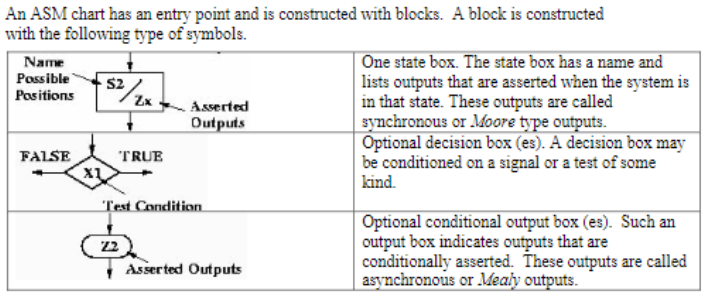 An ASM chart has an entry point and is constructed with blocks. A block is constructed
with the following type of symbols.
Name
Possible
Positions
S2
Zx
Asserted
Outputs
One state box. The state box has a name and
lists outputs that are asserted when the system is
in that state. These outputs are called
synchronous or Moore type outputs.
FALSE
TRUE
X1
Test Condition
Optional decision box (es). A decision box may
be conditioned on a signal or a test of some
kind.
Z2
Asserted Outputs
Optional conditional output box (es). Such an
output box indicates outputs that are
conditionally asserted. These outputs are called
asynchronous or Mealy outputs.